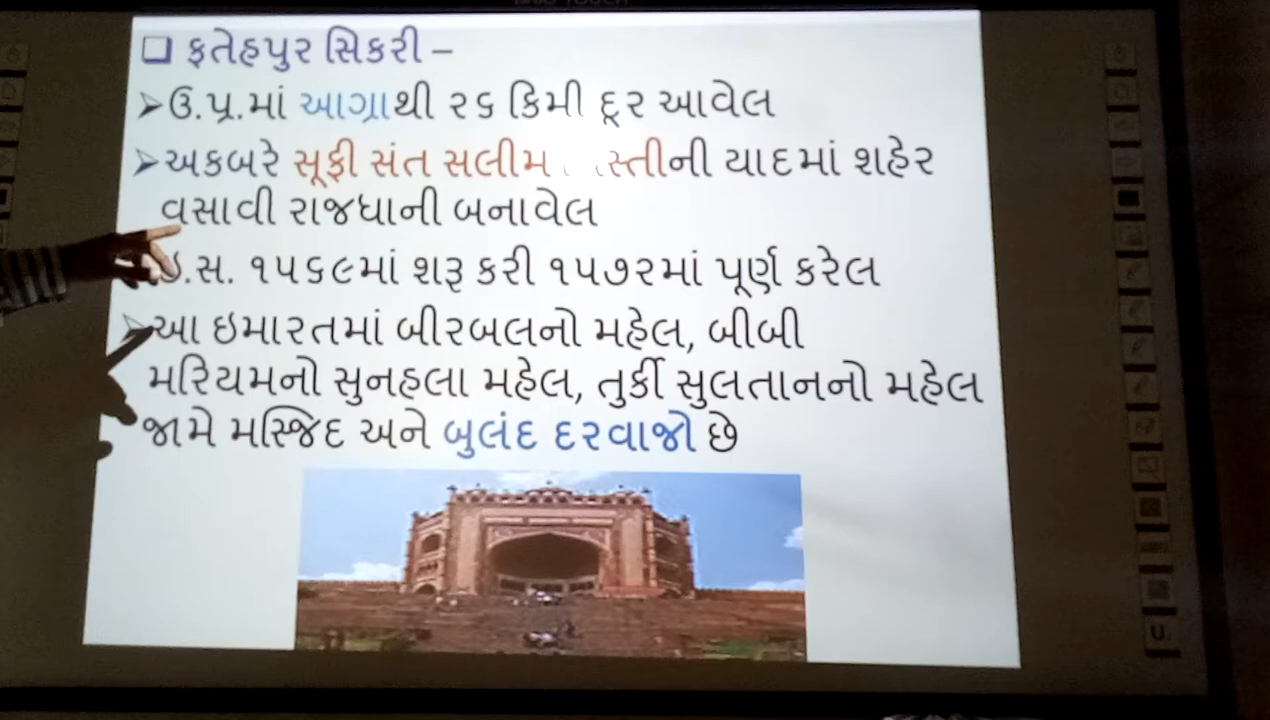 ❑ ફતેહપુર સિકરી –
➢ઉ.પ્ર.માં આગ્રાથી ૨૬ કિમી દૂર આવેલ
➢અકબરે સૂફી સંત સલીમ ની યાદમાં શહેર
વસાવી રાજધાની બનાવેલ
૧૫૬૯માં શરૂ કરી ૧૫૭૨માં પૂર્ણ કરેલ
➢આ ઇમારતમાં બીરબલનો મહેલ, બીબી
મરિયમનો સુનહલા મહેલ, તુર્કી સુલતાનનો મહેલ
જામે મસ્જિદ અને બુલંદ દરવાજો છે